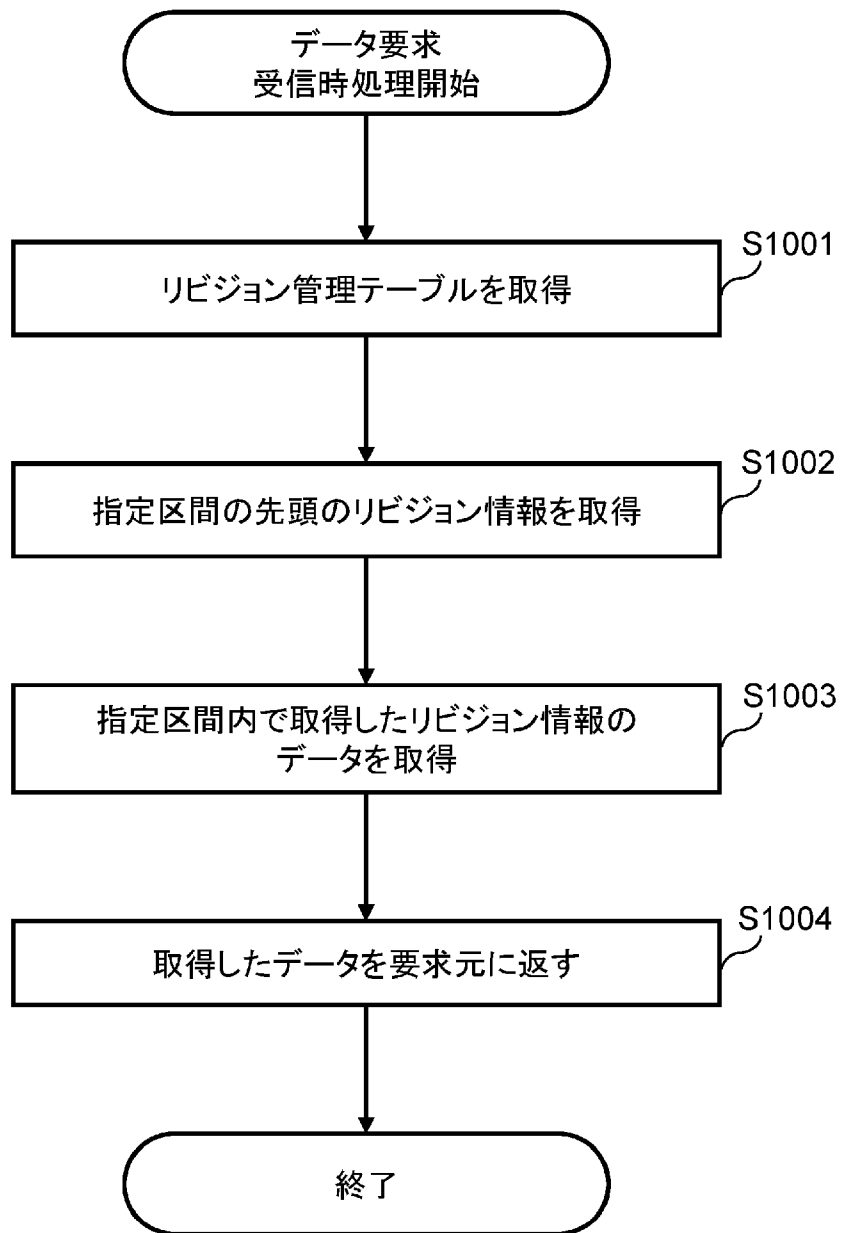 データ要求
受信時処理開始
S1001
リビジョン管理テーブルを取得
S1002
指定区間の先頭のリビジョン情報を取得
S1003
指定区間内で取得したリビジョン情報の
データを取得
S1004
取得したデータを要求元に返す
終了